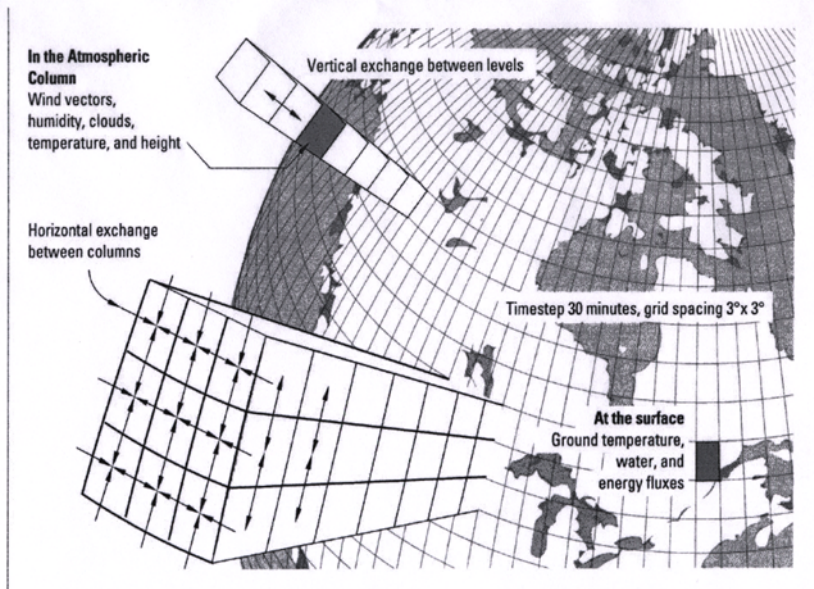 In the Atmospheric
Column
Wind vectors,
humidity, clouds,
temperature, and height
Vertical exchange between levels
Horizontal exchange
between columns
Timestep 30 minutes, grid spacing 3°x 3°
At the surface
Ground temperature,
water, and
energy fluxes